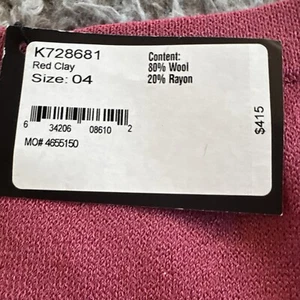 K728681
Red Clay
Size: 04
Content:
80% Wool
20% Rayon
6 34206 08610 2
MO# 4655150
$415